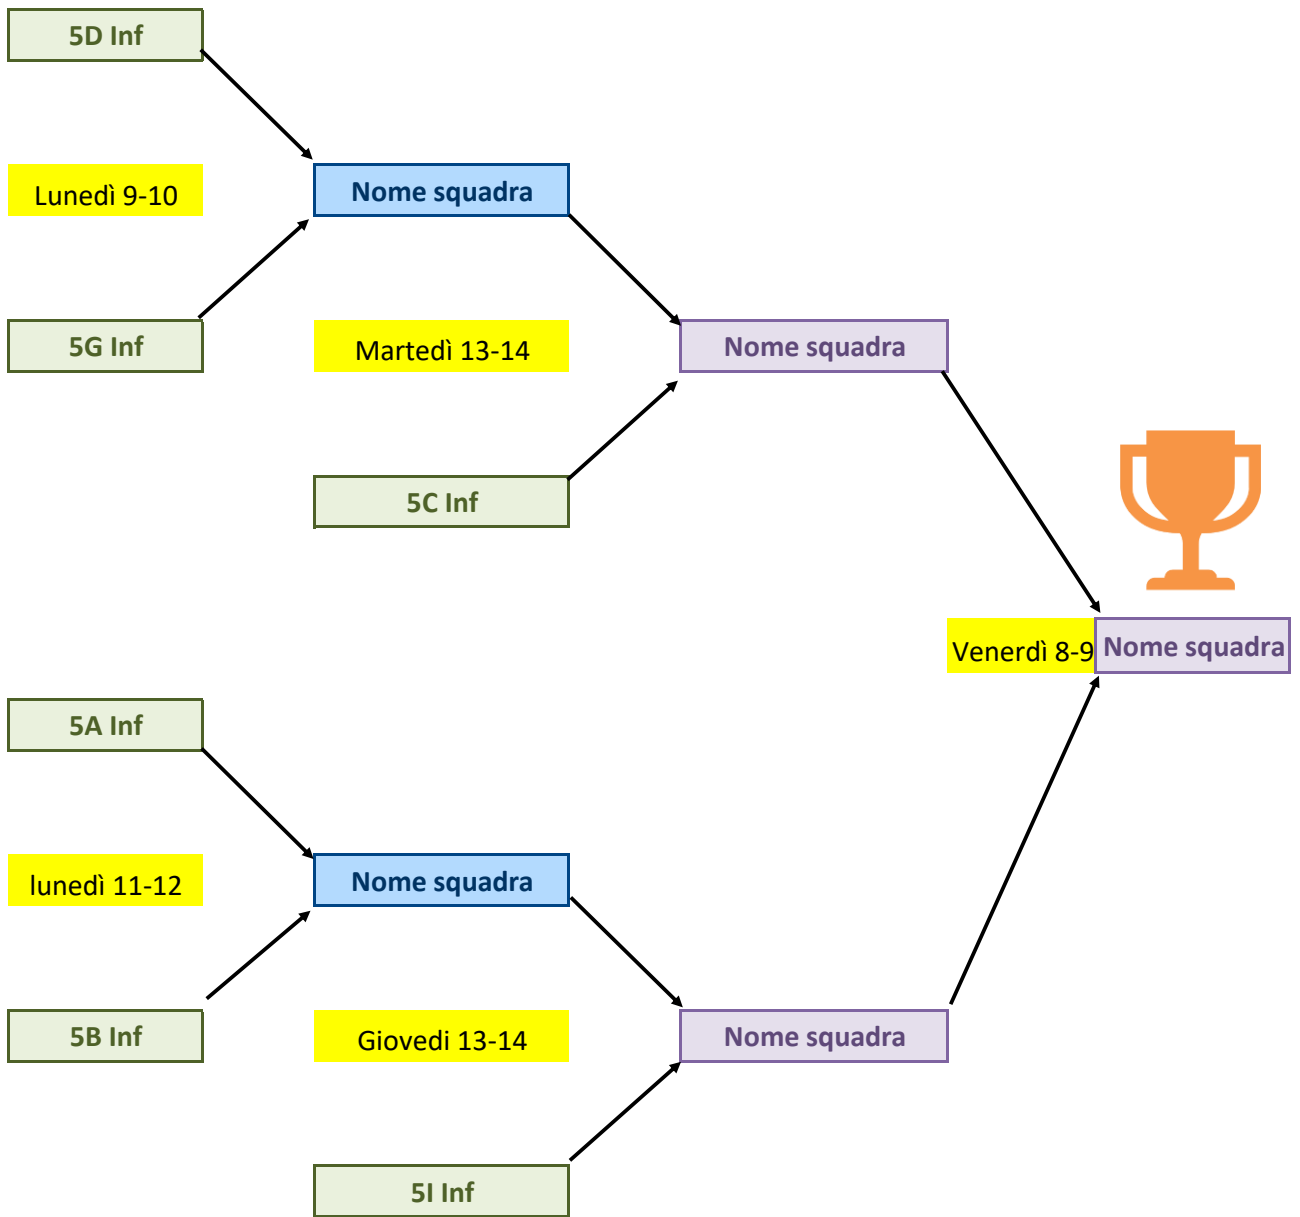 5D Inf
Lunedì 9-10
Nome squadra
5G Inf
Martedì 13-14
Nome squadra
5C Inf
Venerdì 8-9
Nome squadra
5A Inf
lunedì 11-12
Nome squadra
5B Inf
Giovedi 13-14
Nome squadra
5I Inf